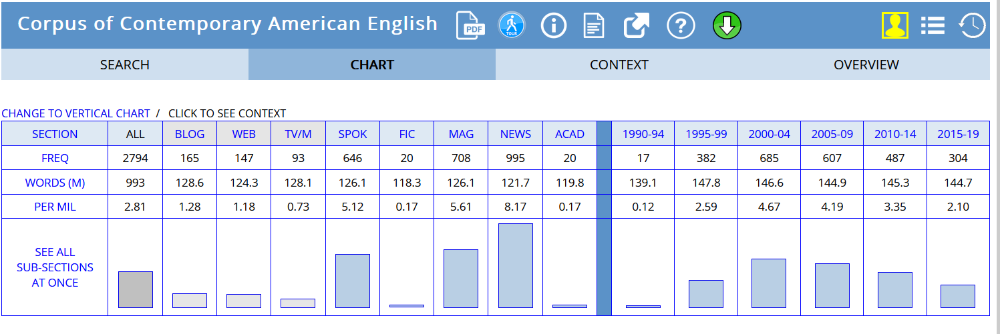 Corpus of Contemporary American English PDF TOUR
SEARCH CHART CONTEXT OVERVIEW
CHANGE TO VERTICAL CHART / CLICK TO SEE CONTEXT
SECTION ALL BLOG WEB TV/M SPOK FIC MAG NEWS ACAD 1990-94 1995-99 2000-04 2005-09 2010-14 2015-19
FREQ 2794 165 147 93 646 20 708 995 20 17 382 685 607 487 304
WORDS (M) 993 128.6 124.3 128.1 126.1 118.3 126.1 121.7 119.8 139.1 147.8 146.6 144.9 145.3 144.7
PER MIL 2.81 1.28 1.18 0.73 5.12 0.17 5.61 8.17 0.17 0.12 2.59 4.67 4.19 3.35 2.10
SEE ALL
SUB-SECTIONS
AT ONCE